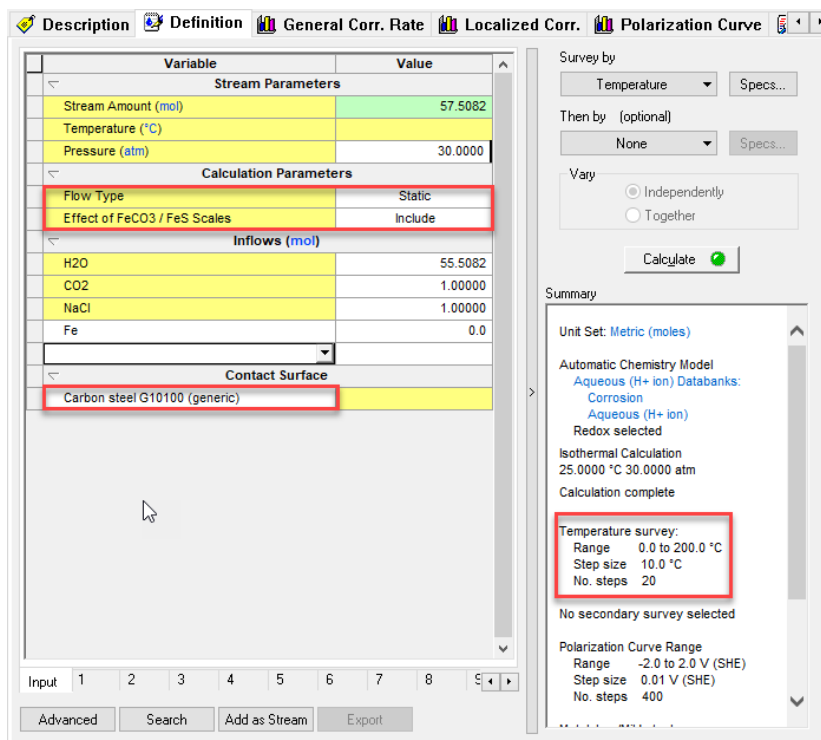 Description Definition General Corr. Rate Localized Corr. Polarization Curve
Variable Value
Stream Parameters
Stream Amount (mol) 57.5082
Temperature (°C)
Pressure (atm) 30.0000
Calculation Parameters
Flow Type Static
Effect of FeCO3 / FeS Scales Include
Inflows (mol)
H2O 55.5082
CO2 1.00000
NaCl 1.00000
Fe 0.0
Contact Surface
Carbon steel G10100 (generic)
Input 1 2 3 4 5 6 7 8
Advanced Search Add as Stream Export
Survey by
Temperature Specs...
Then by (optional)
None Specs...
Vary
Independently
Together
Calculate
Summary
Unit Set: Metric (moles)
Automatic Chemistry Model
Aqueous (H+ ion) Databanks:
Corrosion
Aqueous (H+ ion)
Redox selected
Isothermal Calculation
25.0000 °C 30.0000 atm
Calculation complete
Temperature survey:
Range 0.0 to 200.0 °C
Step size 10.0 °C
No. steps 20
No secondary survey selected
Polarization Curve Range
Range -2.0 to 2.0 V (SHE)
Step size 0.01 V (SHE)
No. steps 400